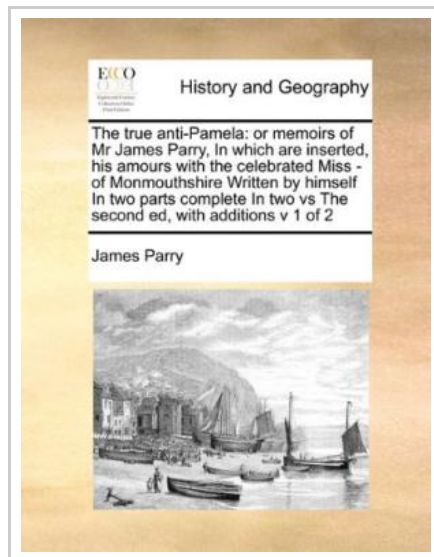 ECCO
History and Geography
The true anti-Pamela: or memoirs of
Mr James Parry, In which are inserted,
his amours with the celebrated Miss -
of Monmouthshire Written by himself
In two parts complete In two vs The
second ed, with additions v 1 of 2
James Parry